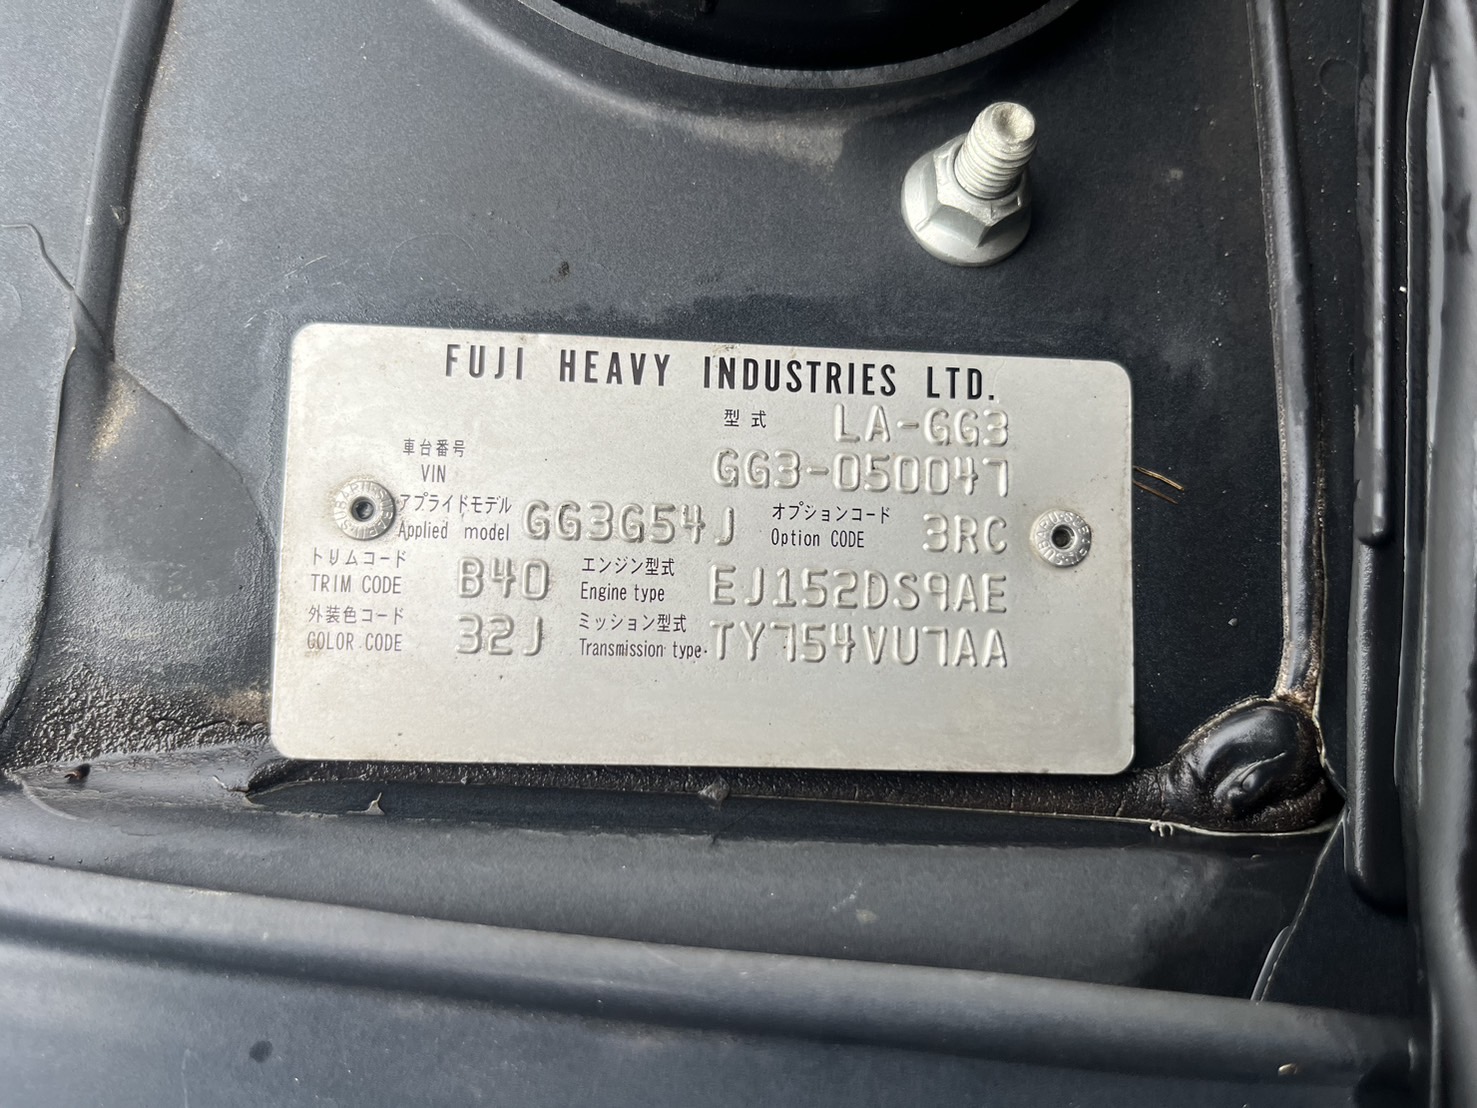 FUJI HEAVY INDUSTRIES LTD.
型式 LA-GG3
車台番号
VIN GG3-050047
アプライドモデル オプションコード
Applied model GG3G54J Option CODE 3RC
トリムコード エンジン型式
TRIM CODE B40 Engine type EJ152DS9AE
外装色コード ミッション型式
COLOR CODE 32J Transmission type TY754VU7AA